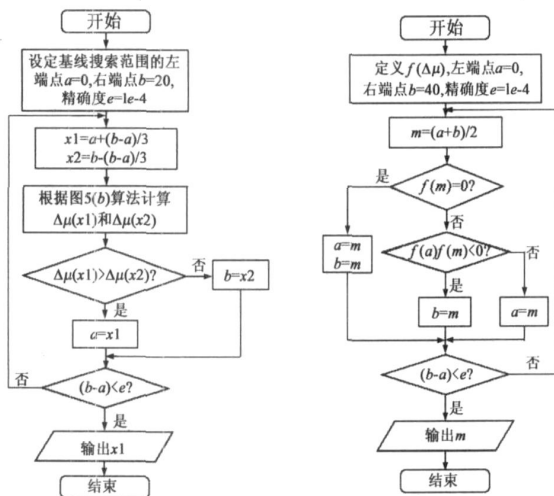 开始
设定基线搜索范围的左
端点a=0,右端点b=20,
精确度e=1e-4
x1=a+(b-a)/3
x2=b-(b-a)/3
根据图5(b)算法计算
Δμ(x1)和Δμ(x2)
Δμ(x1)>Δμ(x2)?
否
b=x2
是
a=x1
(b-a)<e?
否
是
输出x1
结束
开始
定义f(Δμ),左端点a=0,
右端点b=40,精确度e=1e-4
m=(a+b)/2
f(m)=0?
是
否
a=m
b=m
f(a)f(m)<0?
否
是
b=m
a=m
(b-a)<e?
否
是
输出m
结束